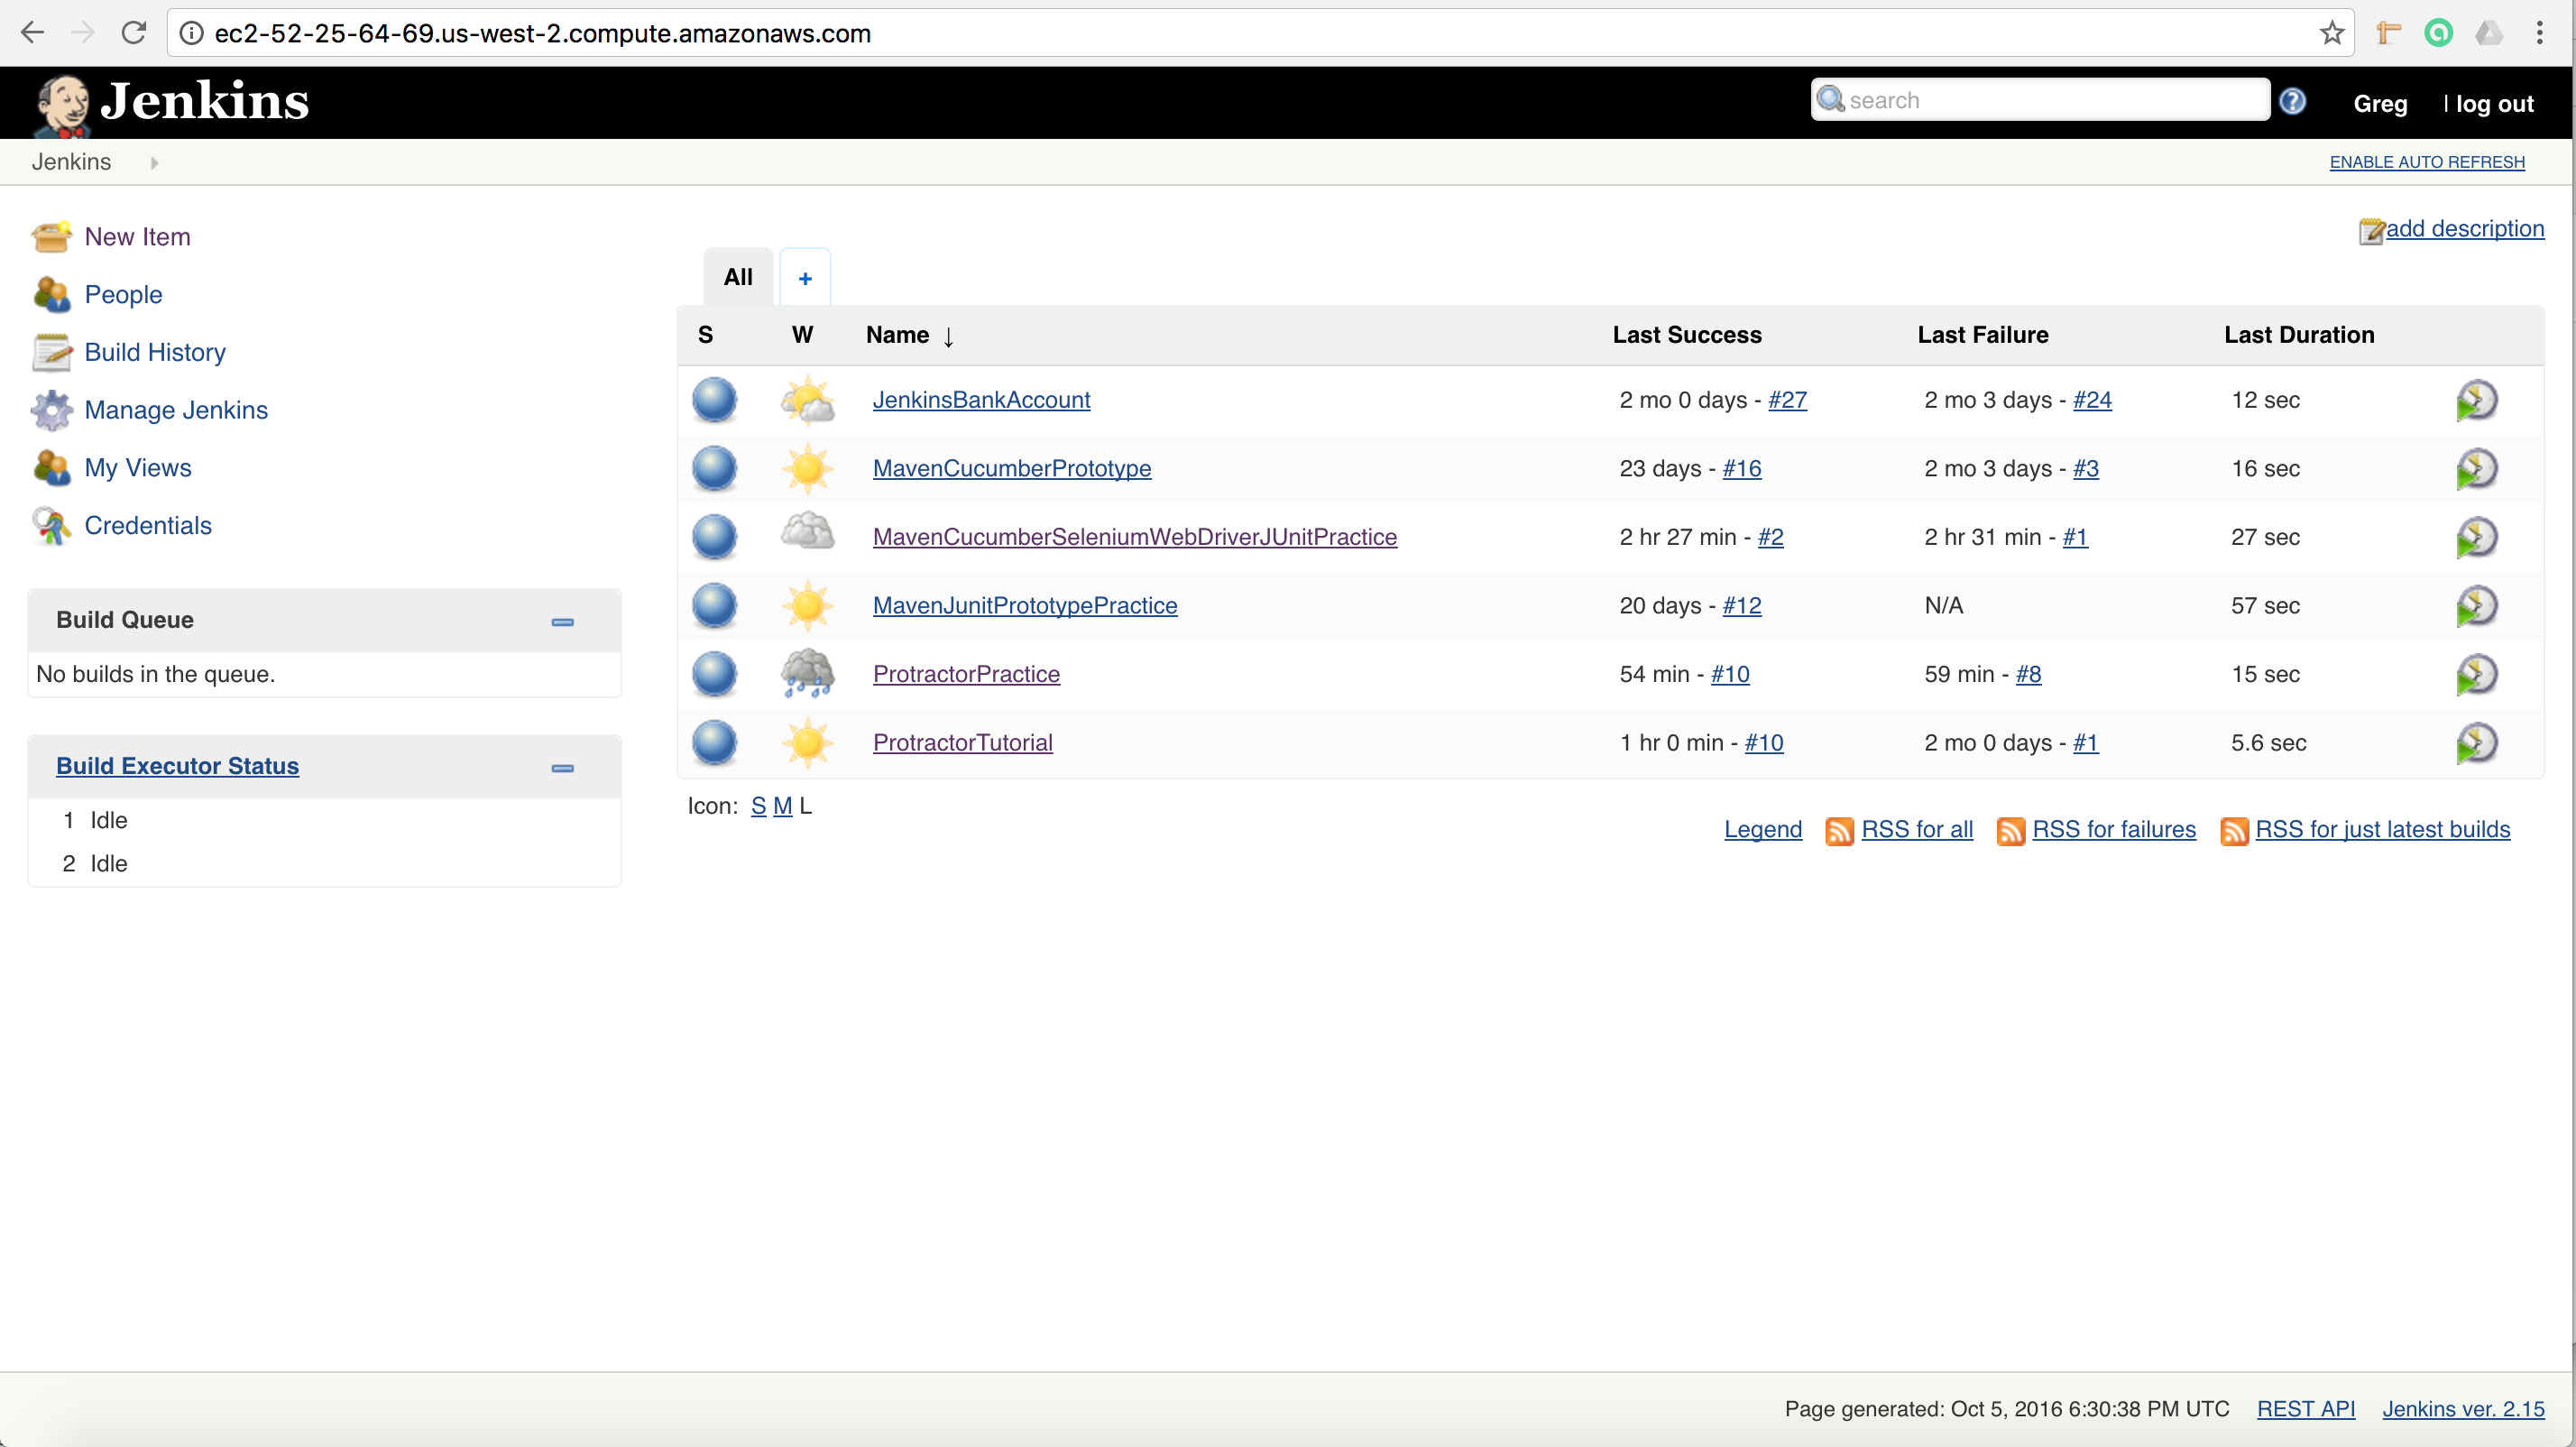 ec2-52-25-64-69.us-west-2.compute.amazonaws.com
Jenkins
search
Greg | log out
Jenkins
ENABLE AUTO REFRESH
New Item
People
Build History
Manage Jenkins
My Views
Credentials
Build Queue
No builds in the queue.
Build Executor Status
1 Idle
2 Idle
add description
All +
S W Name ↓ Last Success Last Failure Last Duration
JenkinsBankAccount 2 mo 0 days - #27 2 mo 3 days - #24 12 sec
MavenCucumberPrototype 23 days - #16 2 mo 3 days - #3 16 sec
MavenCucumberSeleniumWebDriverJUnitPractice 2 hr 27 min - #2 2 hr 31 min - #1 27 sec
MavenJunitPrototypePractice 20 days - #12 N/A 57 sec
ProtractorPractice 54 min - #10 59 min - #8 15 sec
ProtractorTutorial 1 hr 0 min - #10 2 mo 0 days - #1 5.6 sec
Icon: S M L
Legend RSS for all RSS for failures RSS for just latest builds
Page generated: Oct 5, 2016 6:30:38 PM UTC REST API Jenkins ver. 2.15